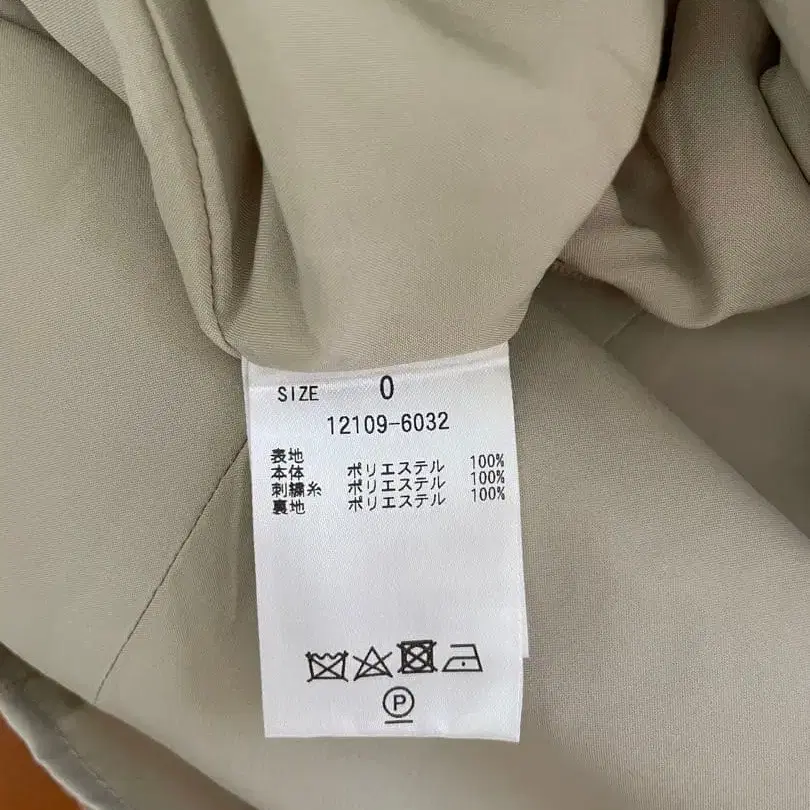 SIZE 0
12109-6032
表地
本体 ポリエステル 100%
刺繍糸 ポリエステル 100%
裏地 ポリエステル 100%
P